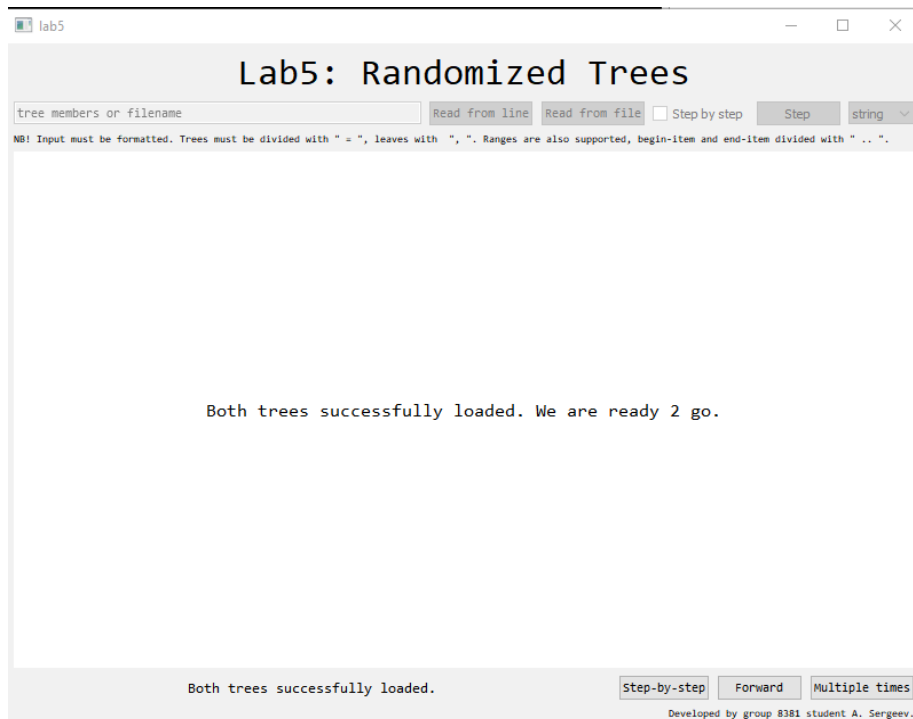 lab5
Lab5: Randomized Trees
tree members or filename Read from line Read from file Step by step Step string
NB! Input must be formatted. Trees must be divided with " = ", leaves with  ", ". Ranges are also supported, begin-item and end-item divided with " .. ".
Both trees successfully loaded. We are ready 2 go.
Both trees successfully loaded. Step-by-step Forward Multiple times
Developed by group 8381 student A. Sergeev.